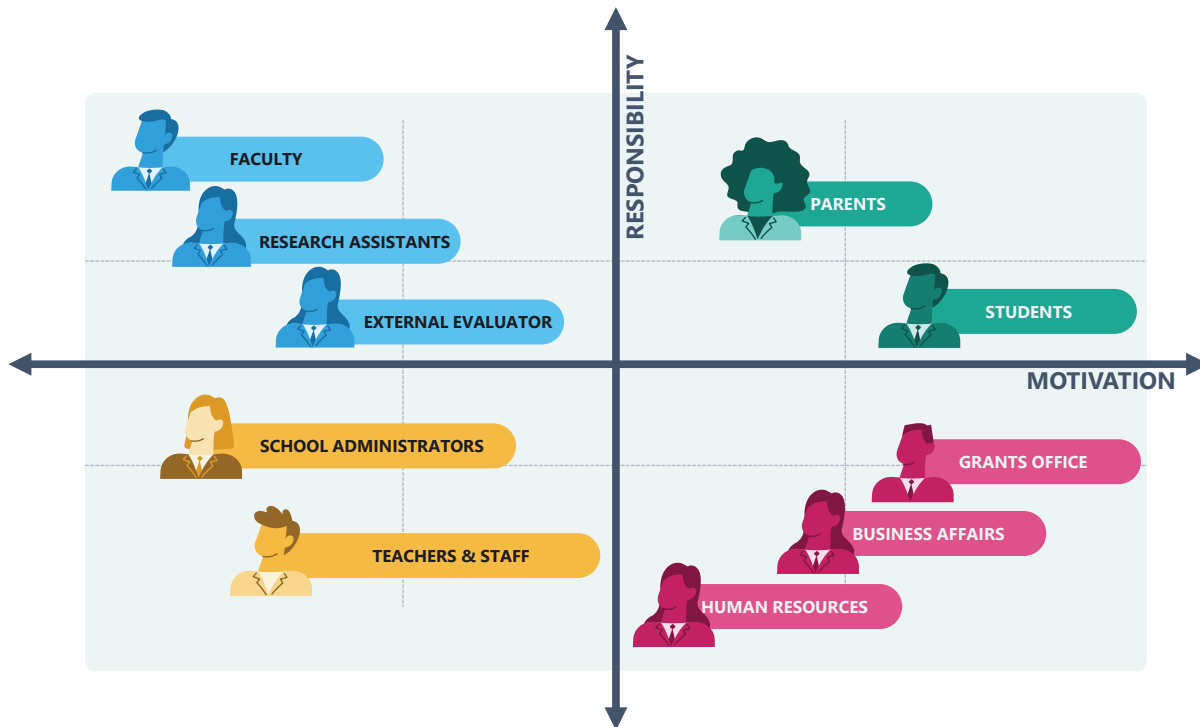 RESPONSIBILITY
FACULTY
PARENTS
RESEARCH ASSISTANTS
STUDENTS
EXTERNAL EVALUATOR
MOTIVATION
SCHOOL ADMINISTRATORS
GRANTS OFFICE
BUSINESS AFFAIRS
TEACHERS & STAFF
HUMAN RESOURCES